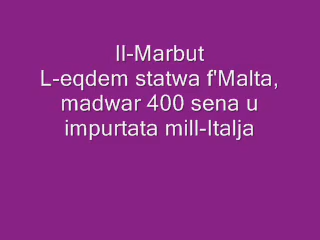 Il-Marbut
L-eqdem statwa f'Malta,
madwar 400 sena u
impurtata mill-Italja